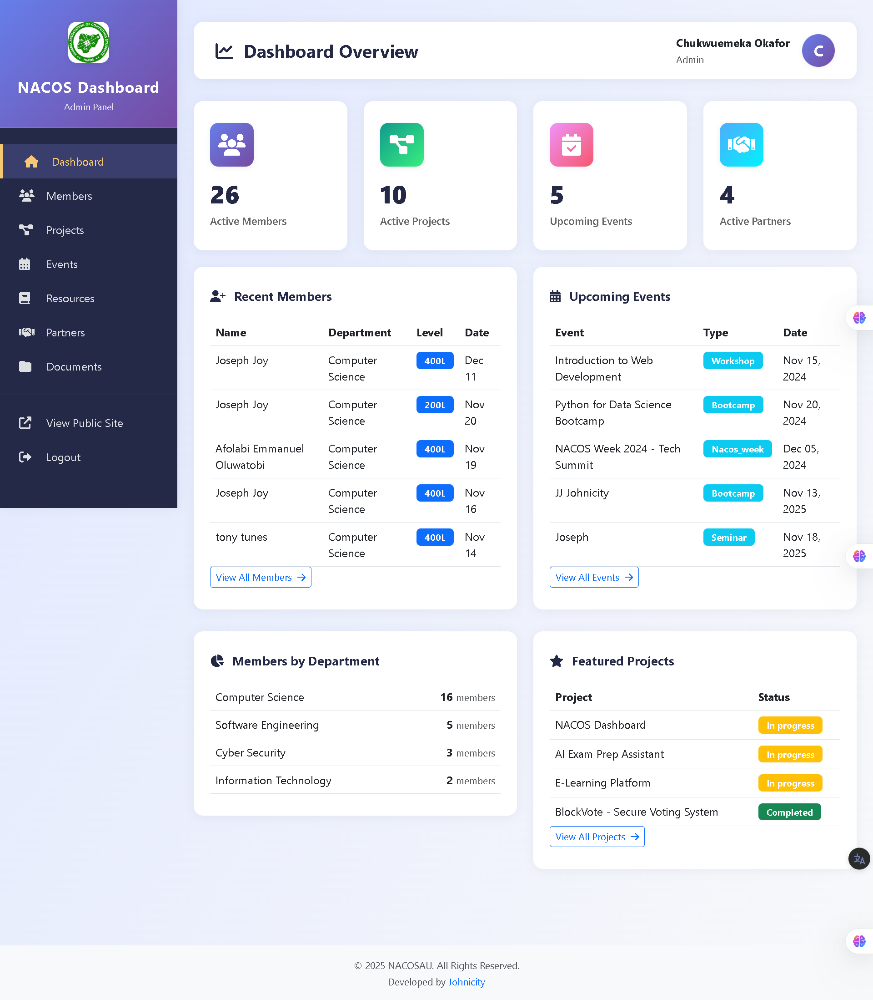 NIGERIA ASSOCIATION OF COMPUTING STUDENTS
NACOS
NACOS Dashboard
Admin Panel
Dashboard
Members
Projects
Events
Resources
Partners
Documents
View Public Site
Logout
Dashboard Overview
Chukwuemeka Okafor
Admin
C
26
Active Members
10
Active Projects
5
Upcoming Events
4
Active Partners
Recent Members
Name Department Level Date
Joseph Joy Computer 400L Dec
Science 11
Joseph Joy Computer 200L Nov
Science 20
Afolabi Emmanuel Computer 400L Nov
Oluwatobi Science 19
Joseph Joy Computer 400L Nov
Science 16
tony tunes Computer 400L Nov
Science 14
View All Members
Upcoming Events
Event Type Date
Introduction to Web Workshop Nov 15,
Development 2024
Python for Data Science Bootcamp Nov 20,
Bootcamp 2024
NACOS Week 2024 - Tech Nacos_week Dec 05,
Summit 2024
JJ Johnicity Bootcamp Nov 13,
2025
Joseph Seminar Nov 18,
2025
View All Events
Members by Department
Computer Science 16 members
Software Engineering 5 members
Cyber Security 3 members
Information Technology 2 members
Featured Projects
Project Status
NACOS Dashboard In progress
AI Exam Prep Assistant In progress
E-Learning Platform In progress
BlockVote - Secure Voting System Completed
View All Projects
© 2025 NACOSAU. All Rights Reserved.
Developed by Johnicity